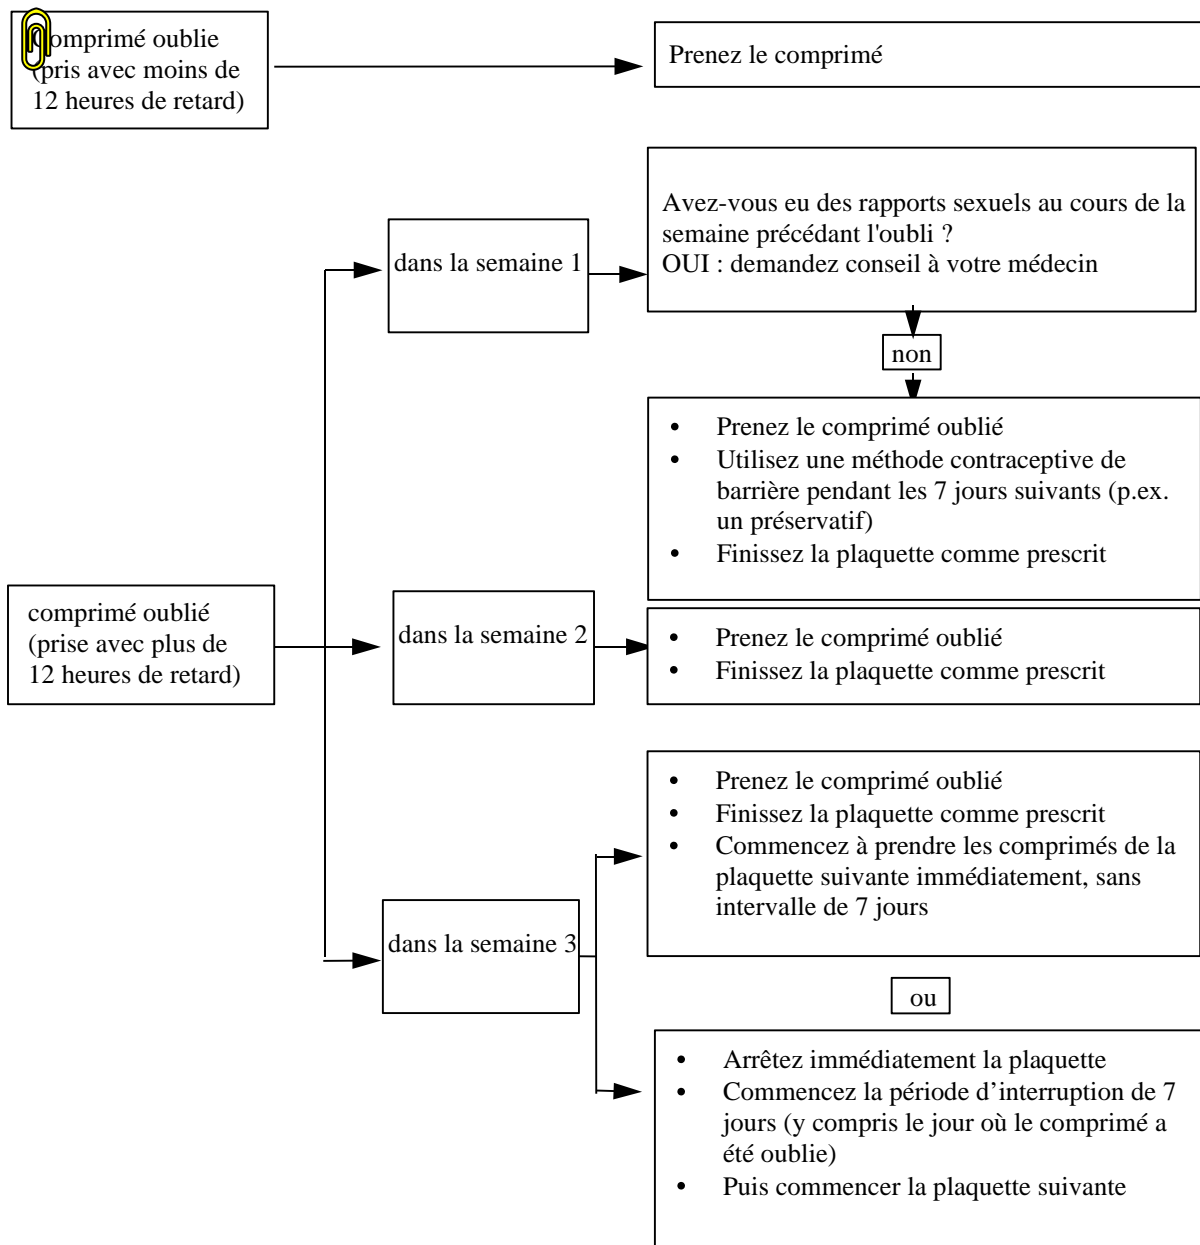 comprimé oublie
(pris avec moins de
12 heures de retard)
Prenez le comprimé
dans la semaine 1
Avez-vous eu des rapports sexuels au cours de la
semaine précédant l'oubli ?
OUI : demandez conseil à votre médecin
non
• Prenez le comprimé oublié
• Utilisez une méthode contraceptive de
barrière pendant les 7 jours suivants (p.ex.
un préservatif)
• Finissez la plaquette comme prescrit
comprimé oublié
(prise avec plus de
12 heures de retard)
dans la semaine 2
• Prenez le comprimé oublié
• Finissez la plaquette comme prescrit
dans la semaine 3
• Prenez le comprimé oublié
• Finissez la plaquette comme prescrit
• Commencez à prendre les comprimés de la
plaquette suivante immédiatement, sans
intervalle de 7 jours
ou
• Arrêtez immédiatement la plaquette
• Commencez la période d’interruption de 7
jours (y compris le jour où le comprimé a
été oublie)
• Puis commencer la plaquette suivante